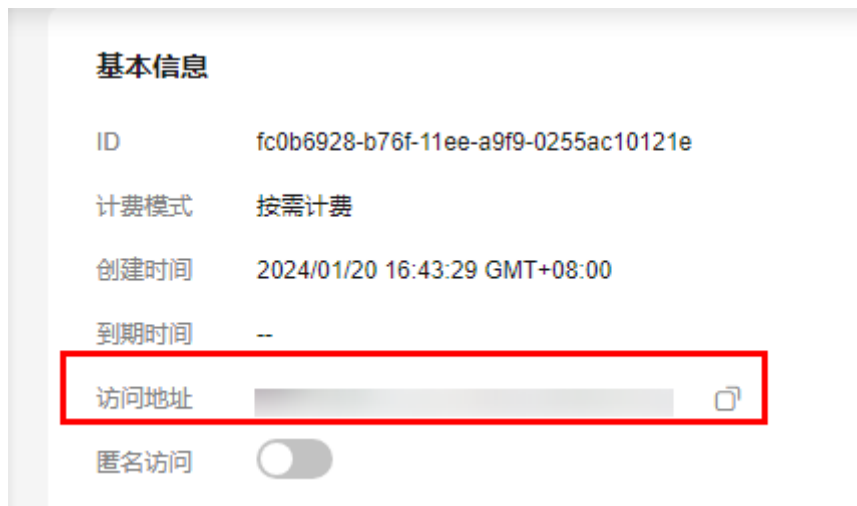 基本信息
ID fc0b6928-b76f-11ee-a9f9-0255ac10121e
计费模式 按需计费
创建时间 2024/01/20 16:43:29 GMT+08:00
到期时间 --
访问地址
匿名访问